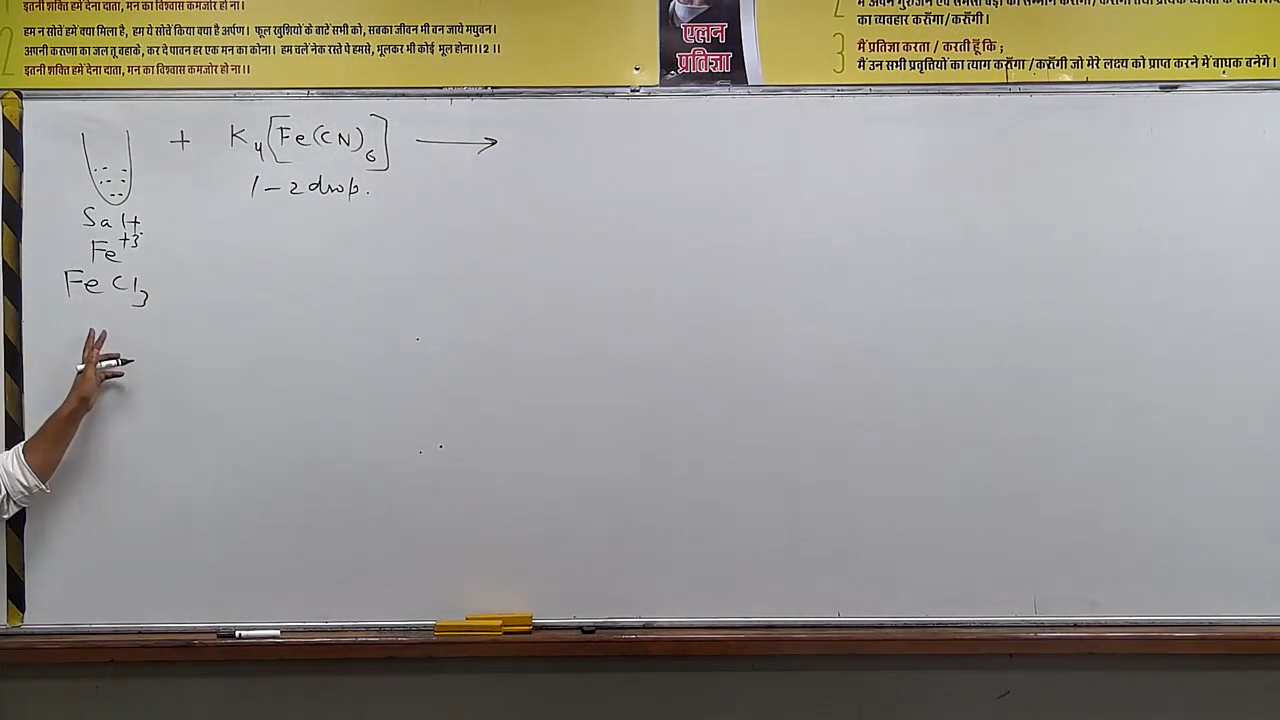 इतनी शक्ति हमें देना दाता, मन का विश्वास कमजोर हो ना।
2
हम न सोचें हमें क्या मिला है, हम ये सोचें किया क्या है अर्पण। फूल खुशियों के बाटें सभी को, सबका जीवन भी बन जाये मधुबन।
अपनी करुणा का जल तू बहाके, कर दे पावन हर एक मन का कोना। हम चलें नेक रस्ते पे हमसे, भूलकर भी कोई भूल होना।।2।।
इतनी शक्ति हमें देना दाता, मन का विश्वास कमजोर हो ना।।
एलन
प्रतिज्ञा
2
का व्यवहार करूँगा/करूँगी।
3
मैं प्रतिज्ञा करता / करती हूँ कि ;
मैं उन सभी प्रवृत्तियों का त्याग करूँगा /करूँगी जो मेरे लक्ष्य को प्राप्त करने में बाधक बनेंगे।
+ K4[Fe(CN)6] ⟶
1-2 drop.
Salt.
Fe+3
FeCl3